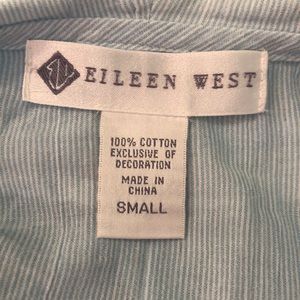 EILEEN WEST
100% COTTON
EXCLUSIVE OF
DECORATION
MADE IN
CHINA
SMALL